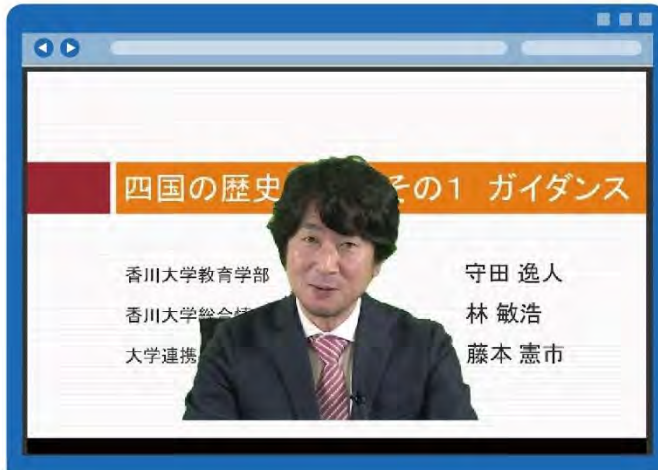 四国の歴史 その1 ガイダンス
香川大学教育学部 守田 逸人
香川大学総合情 林 敏浩
大学連携 藤本 憲市